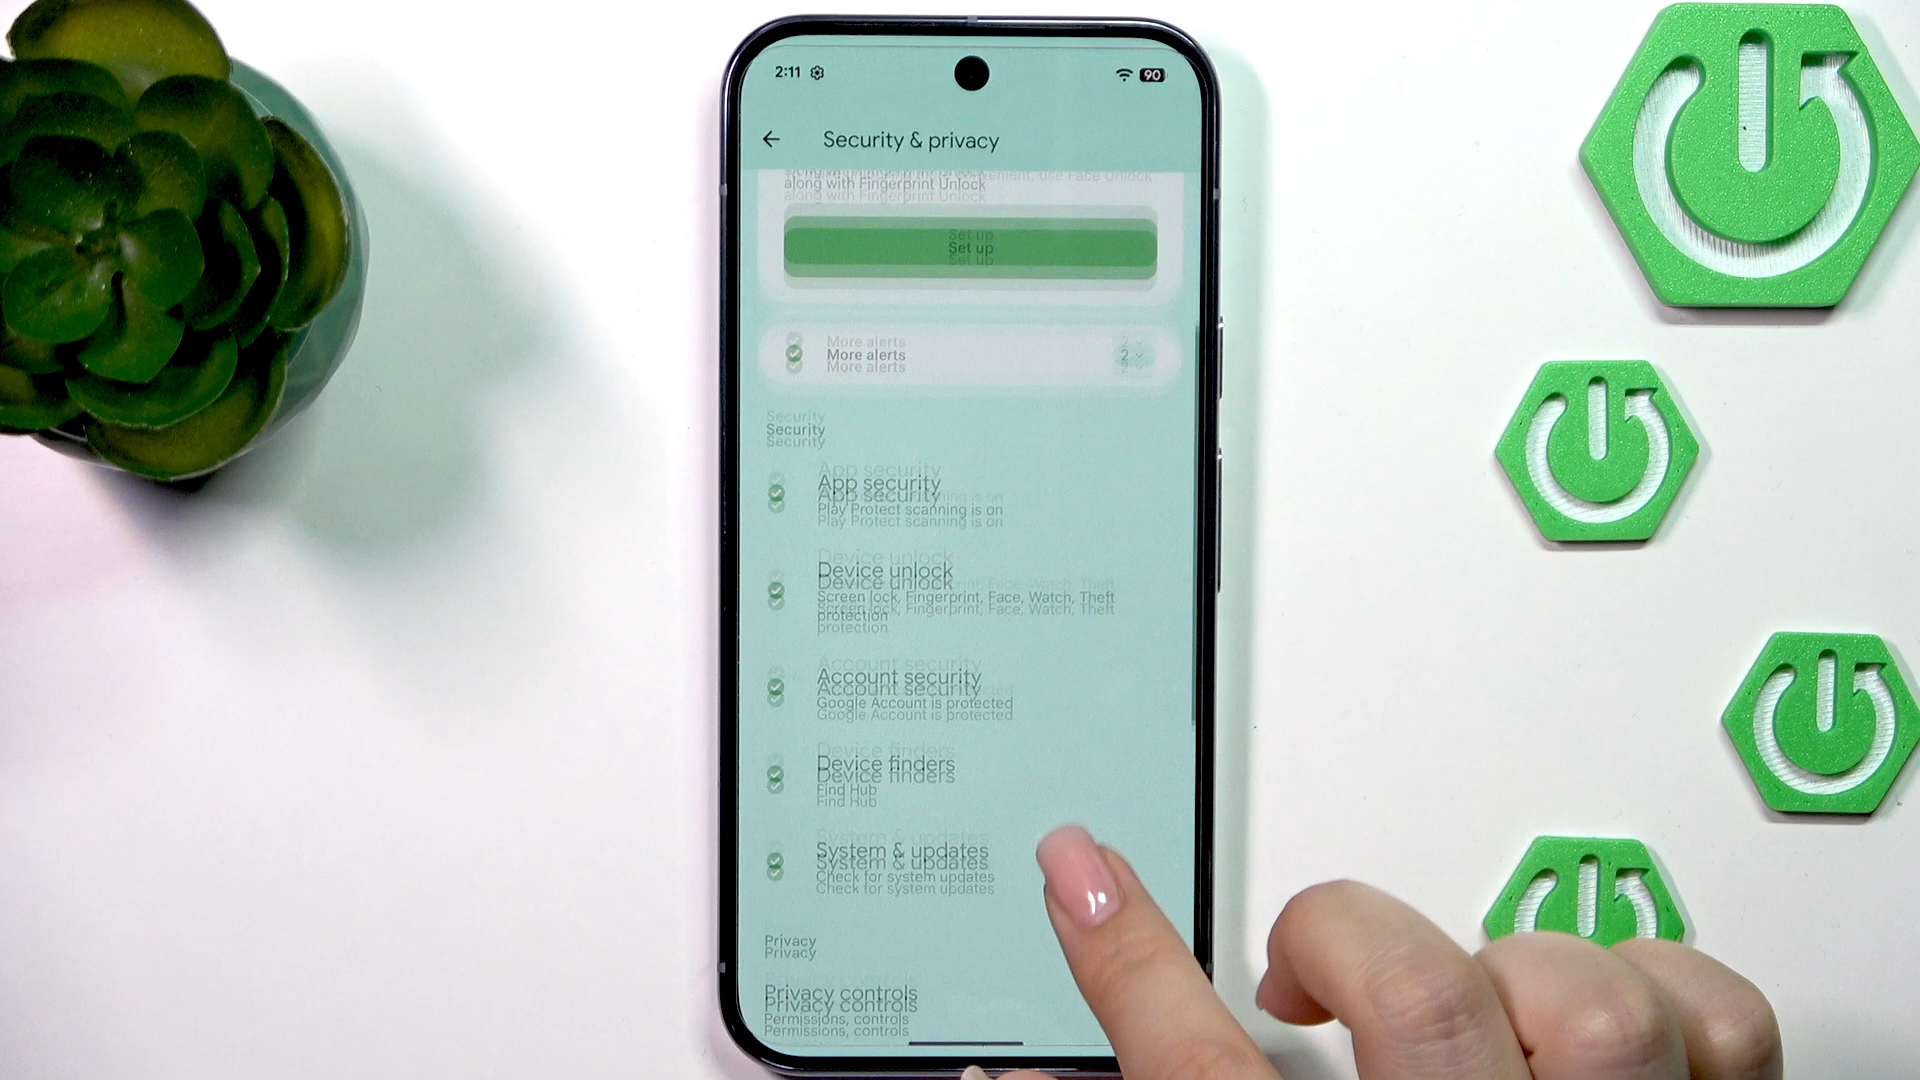 2:11
90
Security & privacy
along with Fingerprint Unlock
Set up
More alerts
2
Security
App security
Play Protect scanning is on
Device unlock
Screen lock, Fingerprint, Face, Watch, Theft
protection
Account security
Google Account is protected
Device finders
Find Hub
System & updates
Check for system updates
Privacy
Privacy controls
Permissions, controls